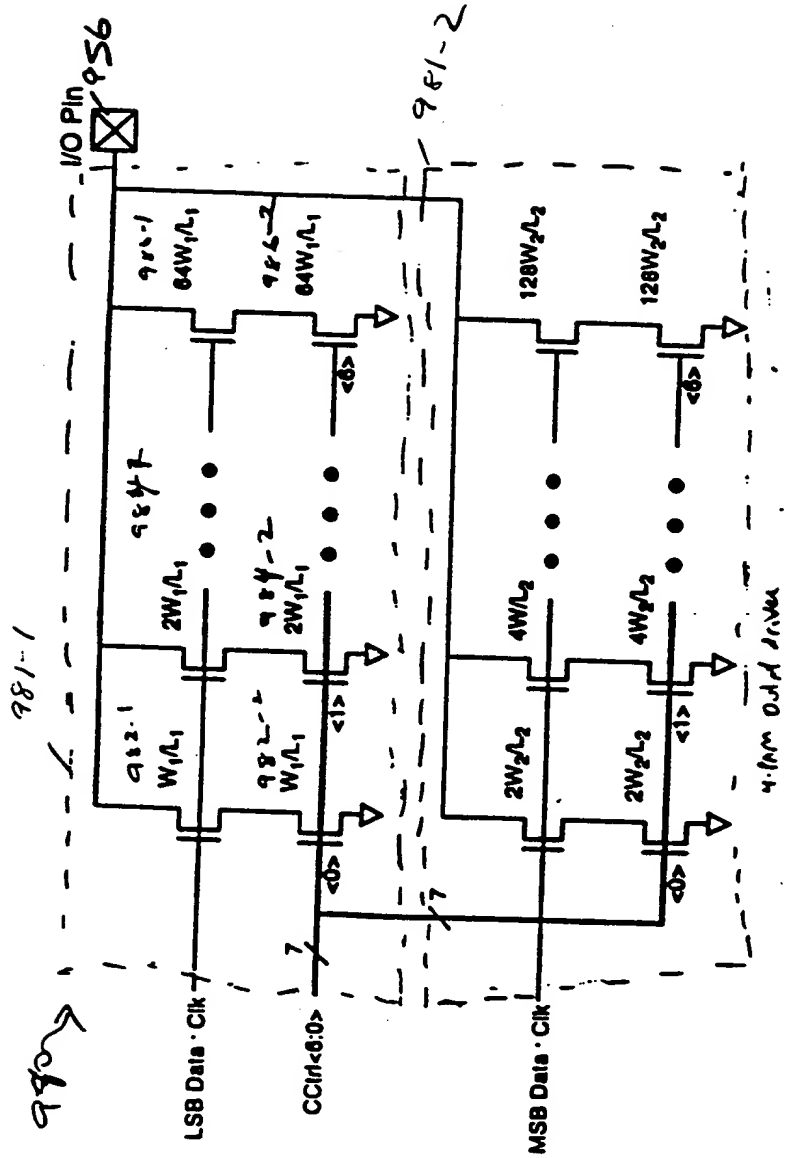 980
981-1
I/O Pin
956
LSB Data · Clk
CCtrl<6:0>
MSB Data · Clk
982-1
W₁/L₁
2W₁/L₁
986-1
64W₁/L₁
982-2
W₁/L₁
984-2
2W₁/L₁
986-2
64W₁/L₁
<0>
<1>
<6>
7
981-2
7
2W₂/L₂
4W/L₂
128W₂/L₂
2W₂/L₂
4W₂/L₂
128W₂/L₂
<0>
<1>
<6>
4-PAM output driver